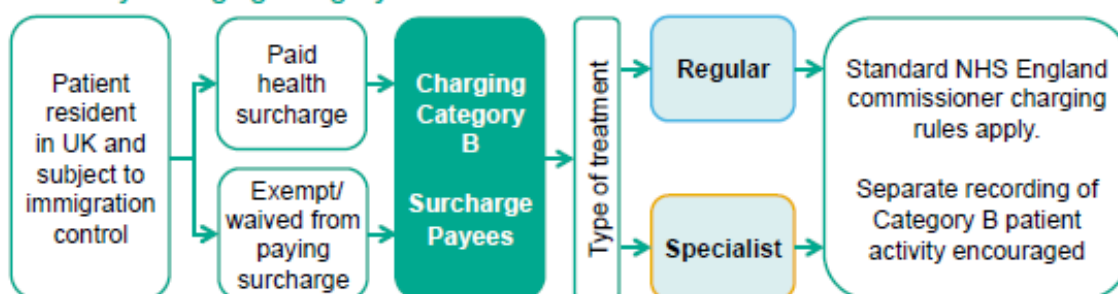 Patient
resident
in UK and
subject to
immigration
control
Paid
health
surcharge
Exempt/
waived from
paying
surcharge
Charging
Category
B
Surcharge
Payees
Type of treatment
Regular
Specialist
Standard NHS England
commissioner charging
rules apply.
Separate recording of
Category B patient
activity encouraged